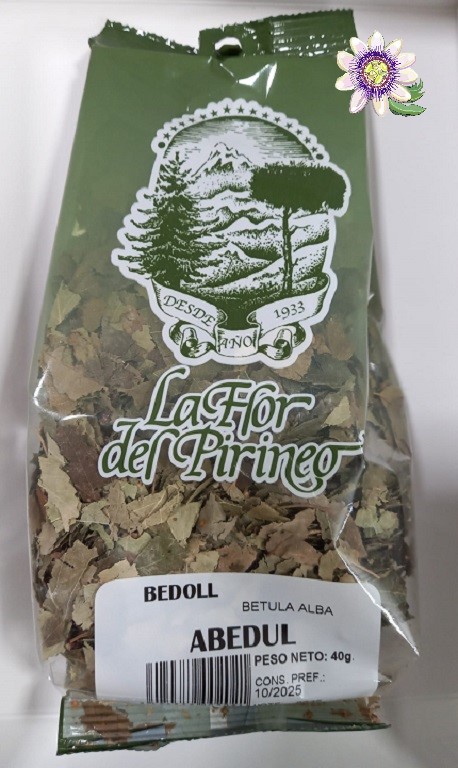 DESDE
AÑO
1933
La Flor
del Pirineo
BEDOLL
BETULA ALBA
ABEDUL
PESO NETO: 40g.
CONS. PREF.:
10/2025